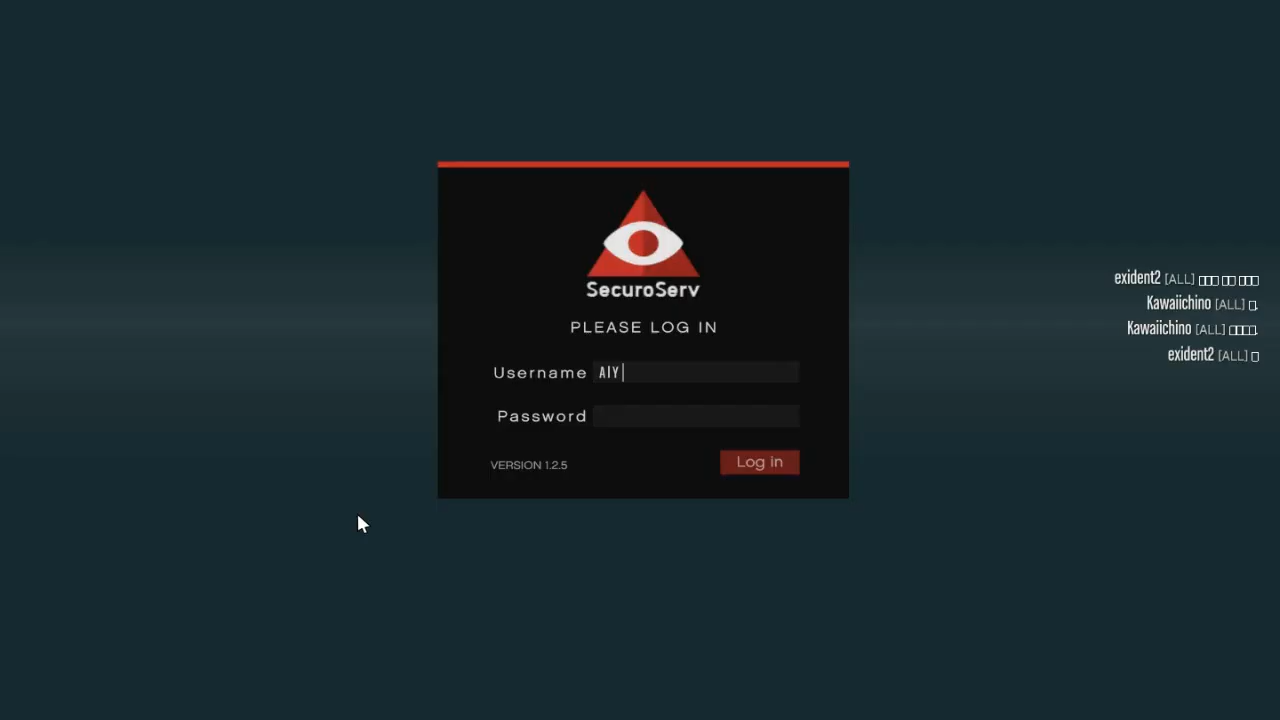 SecuroServ
PLEASE LOG IN
Username AIY
Password
VERSION 1.2.5
Log in
exident2 [ALL]
Kawaiichino [ALL] .
Kawaiichino [ALL] .
exident2 [ALL]